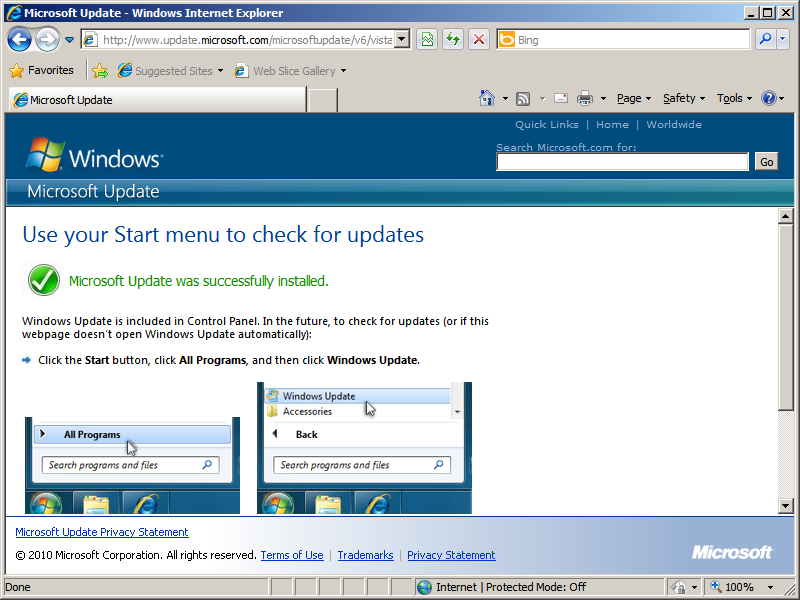 Microsoft Update - Windows Internet Explorer
http://www.update.microsoft.com/microsoftupdate/v6/vista
Bing
Favorites
Suggested Sites
Web Slice Gallery
Microsoft Update
Page
Safety
Tools
Quick Links | Home | Worldwide
Windows
Search Microsoft.com for:
Go
Microsoft Update
Use your Start menu to check for updates
Microsoft Update was successfully installed.
Windows Update is included in Control Panel. In the future, to check for updates (or if this
webpage doesn't open Windows Update automatically):
Click the Start button, click All Programs, and then click Windows Update.
All Programs
Search programs and files
Windows Update
Accessories
Back
Search programs and files
Microsoft Update Privacy Statement
© 2010 Microsoft Corporation. All rights reserved. Terms of Use | Trademarks | Privacy Statement
Microsoft
Done
Internet | Protected Mode: Off
100%